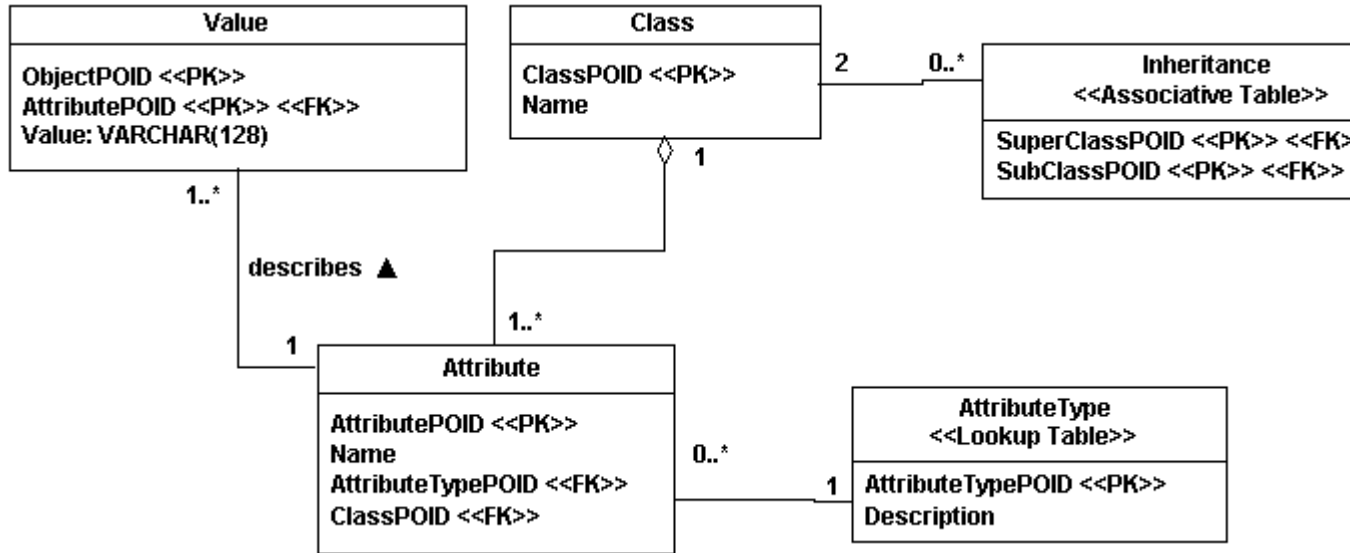 Value
ObjectPOID <<PK>>
AttributePOID <<PK>> <<FK>>
Value: VARCHAR(128)
Class
ClassPOID <<PK>>
Name
2
0..*
Inheritance
<<Associative Table>>
SuperClassPOID <<PK>> <<FK>
SubClassPOID <<PK>> <<FK>>
1
1..*
describes ▲
1..*
1
Attribute
AttributePOID <<PK>>
Name
AttributeTypePOID <<FK>>
ClassPOID <<FK>>
0..*
1
AttributeType
<<Lookup Table>>
AttributeTypePOID <<PK>>
Description